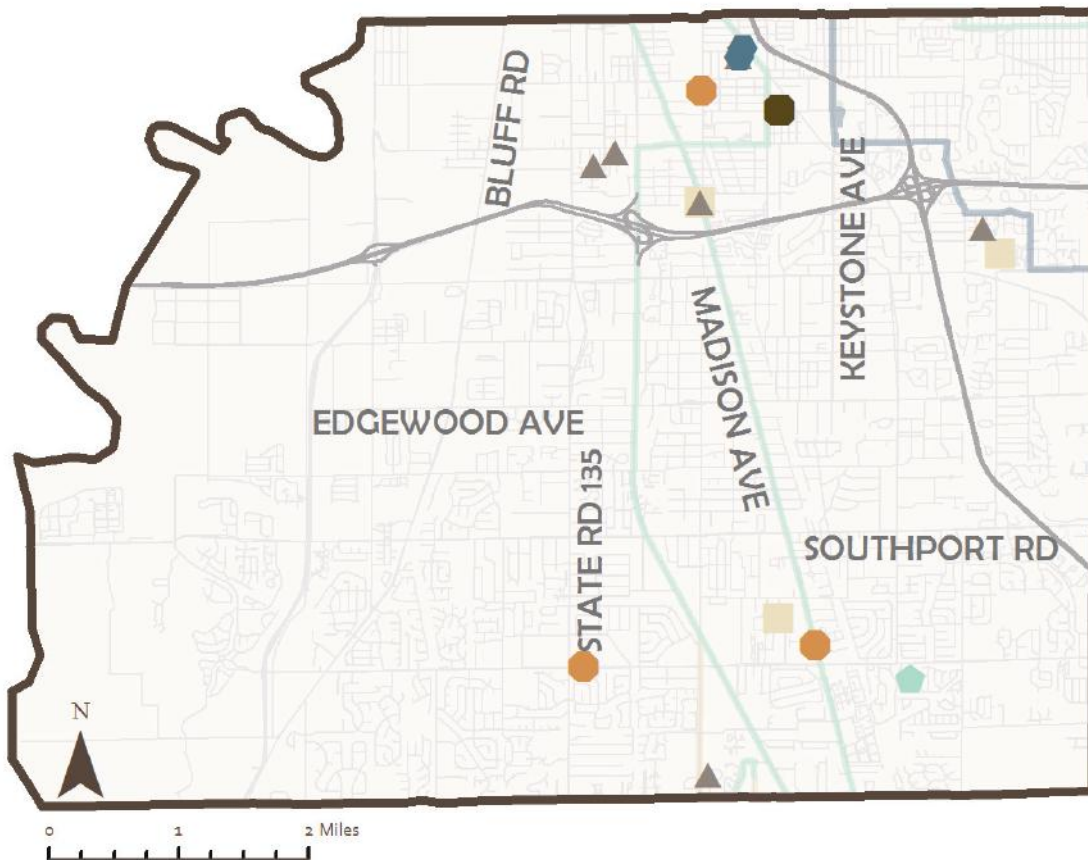 BLUFF RD
KEYSTONE AVE
MADISON AVE
EDGEWOOD AVE
STATE RD 135
SOUTHPORT RD
N
0 1 2 Miles